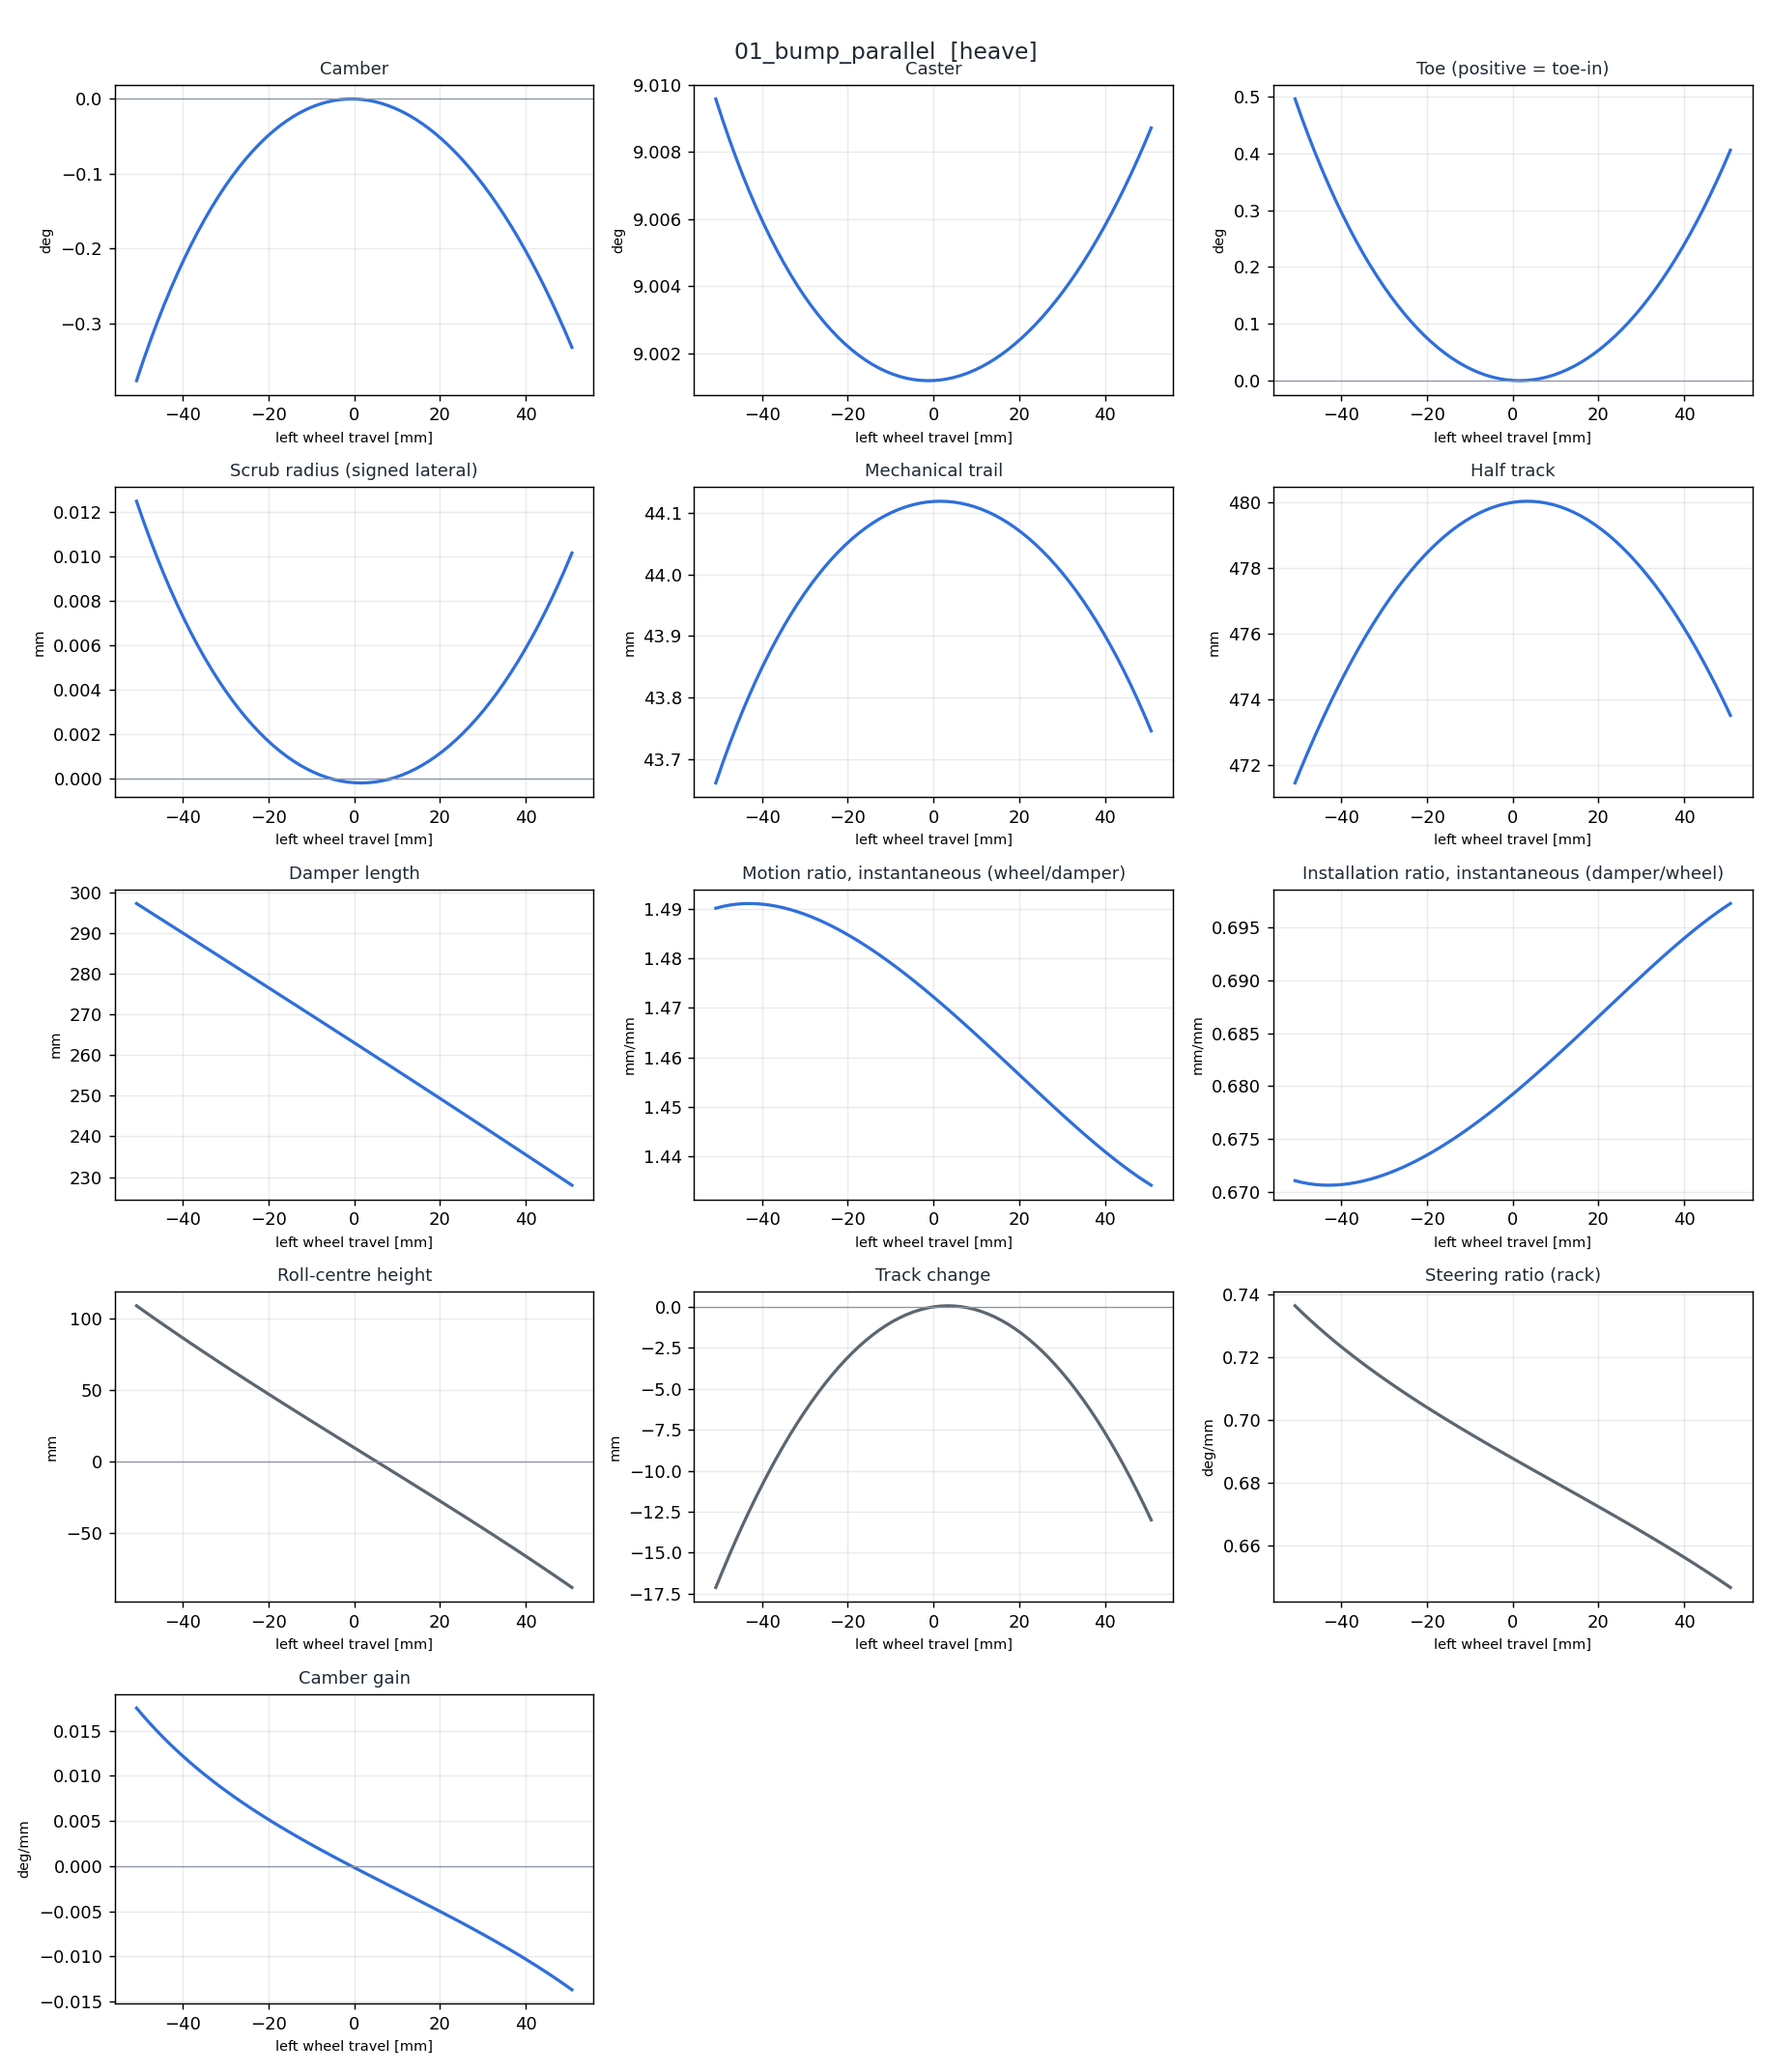 01_bump_parallel  [heave]
Camber
0.0
−0.1
−0.2
−0.3
deg
−40 −20 0 20 40
left wheel travel [mm]
Caster
9.010
9.008
9.006
9.004
9.002
deg
−40 −20 0 20 40
left wheel travel [mm]
Toe (positive = toe-in)
0.5
0.4
0.3
0.2
0.1
0.0
deg
−40 −20 0 20 40
left wheel travel [mm]
Scrub radius (signed lateral)
0.012
0.010
0.008
0.006
0.004
0.002
0.000
mm
−40 −20 0 20 40
left wheel travel [mm]
Mechanical trail
44.1
44.0
43.9
43.8
43.7
mm
−40 −20 0 20 40
left wheel travel [mm]
Half track
480
478
476
474
472
mm
−40 −20 0 20 40
left wheel travel [mm]
Damper length
300
290
280
270
260
250
240
230
mm
−40 −20 0 20 40
left wheel travel [mm]
Motion ratio, instantaneous (wheel/damper)
1.49
1.48
1.47
1.46
1.45
1.44
mm/mm
−40 −20 0 20 40
left wheel travel [mm]
Installation ratio, instantaneous (damper/wheel)
0.695
0.690
0.685
0.680
0.675
0.670
mm/mm
−40 −20 0 20 40
left wheel travel [mm]
Roll-centre height
100
50
0
−50
mm
−40 −20 0 20 40
left wheel travel [mm]
Track change
0.0
−2.5
−5.0
−7.5
−10.0
−12.5
−15.0
−17.5
mm
−40 −20 0 20 40
left wheel travel [mm]
Steering ratio (rack)
0.74
0.72
0.70
0.68
0.66
deg/mm
−40 −20 0 20 40
left wheel travel [mm]
Camber gain
0.015
0.010
0.005
0.000
−0.005
−0.010
−0.015
deg/mm
−40 −20 0 20 40
left wheel travel [mm]